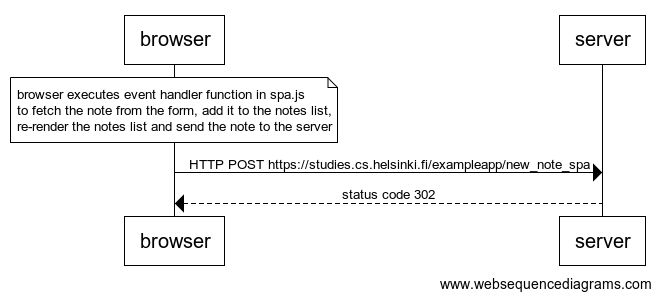 browser
server
browser executes event handler function in spa.js
to fetch the note from the form, add it to the notes list,
re-render the notes list and send the note to the server
HTTP POST https://studies.cs.helsinki.fi/exampleapp/new_note_spa
status code 302
browser
server
www.websequencediagrams.com